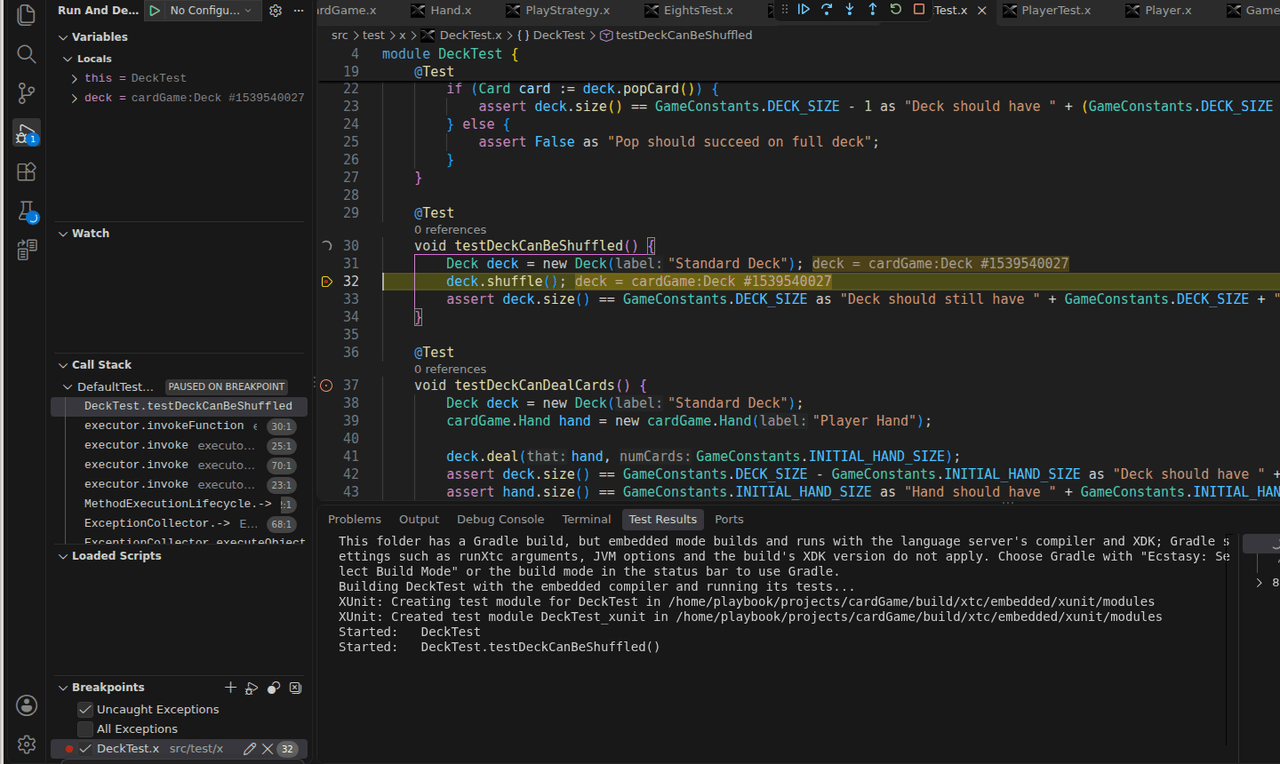 Run And De...
No Configu...
Variables
Locals
this = DeckTest
deck = cardGame:Deck #1539540027
Watch
Call Stack
DefaultTest... PAUSED ON BREAKPOINT
DeckTest.testDeckCanBeShuffled
executor.invokeFunction 30:1
executor.invoke executo... 25:1
executor.invoke executo... 70:1
executor.invoke executo... 23:1
MethodExecutionLifecycle.-> :1
ExceptionCollector.-> E... 68:1
ExceptionCollector.executeObject
Loaded Scripts
Breakpoints
Uncaught Exceptions
All Exceptions
DeckTest.x src/test/x 32
1
rdGame.x Hand.x PlayStrategy.x EightsTest.x Test.x PlayerTest.x Player.x Game
src > test > x > DeckTest.x > { } DeckTest > testDeckCanBeShuffled
4 module DeckTest {
19 @Test
22 if (Card card := deck.popCard()) {
23 assert deck.size() == GameConstants.DECK_SIZE - 1 as "Deck should have " + (GameConstants.DECK_SIZE
24 } else {
25 assert False as "Pop should succeed on full deck";
26 }
27 }
28
29 @Test
0 references
30 void testDeckCanBeShuffled() {
31 Deck deck = new Deck(label: "Standard Deck"); deck = cardGame:Deck #1539540027
32 deck.shuffle(); deck = cardGame:Deck #1539540027
33 assert deck.size() == GameConstants.DECK_SIZE as "Deck should still have " + GameConstants.DECK_SIZE + "
34 }
35
36 @Test
0 references
37 void testDeckCanDealCards() {
38 Deck deck = new Deck(label: "Standard Deck");
39 cardGame.Hand hand = new cardGame.Hand(label: "Player Hand");
40
41 deck.deal(that: hand, numCards: GameConstants.INITIAL_HAND_SIZE);
42 assert deck.size() == GameConstants.DECK_SIZE - GameConstants.INITIAL_HAND_SIZE as "Deck should have " +
43 assert hand.size() == GameConstants.INITIAL_HAND_SIZE as "Hand should have " + GameConstants.INITIAL_HAN
Problems Output Debug Console Terminal Test Results Ports
This folder has a Gradle build, but embedded mode builds and runs with the language server's compiler and XDK; Gradle s
ettings such as runXtc arguments, JVM options and the build's XDK version do not apply. Choose Gradle with "Ecstasy: Se
lect Build Mode" or the build mode in the status bar to use Gradle.
Building DeckTest with the embedded compiler and running its tests...
XUnit: Creating test module for DeckTest in /home/playbook/projects/cardGame/build/xtc/embedded/xunit/modules
XUnit: Created test module DeckTest_xunit in /home/playbook/projects/cardGame/build/xtc/embedded/xunit/modules
Started: DeckTest
Started: DeckTest.testDeckCanBeShuffled()
8